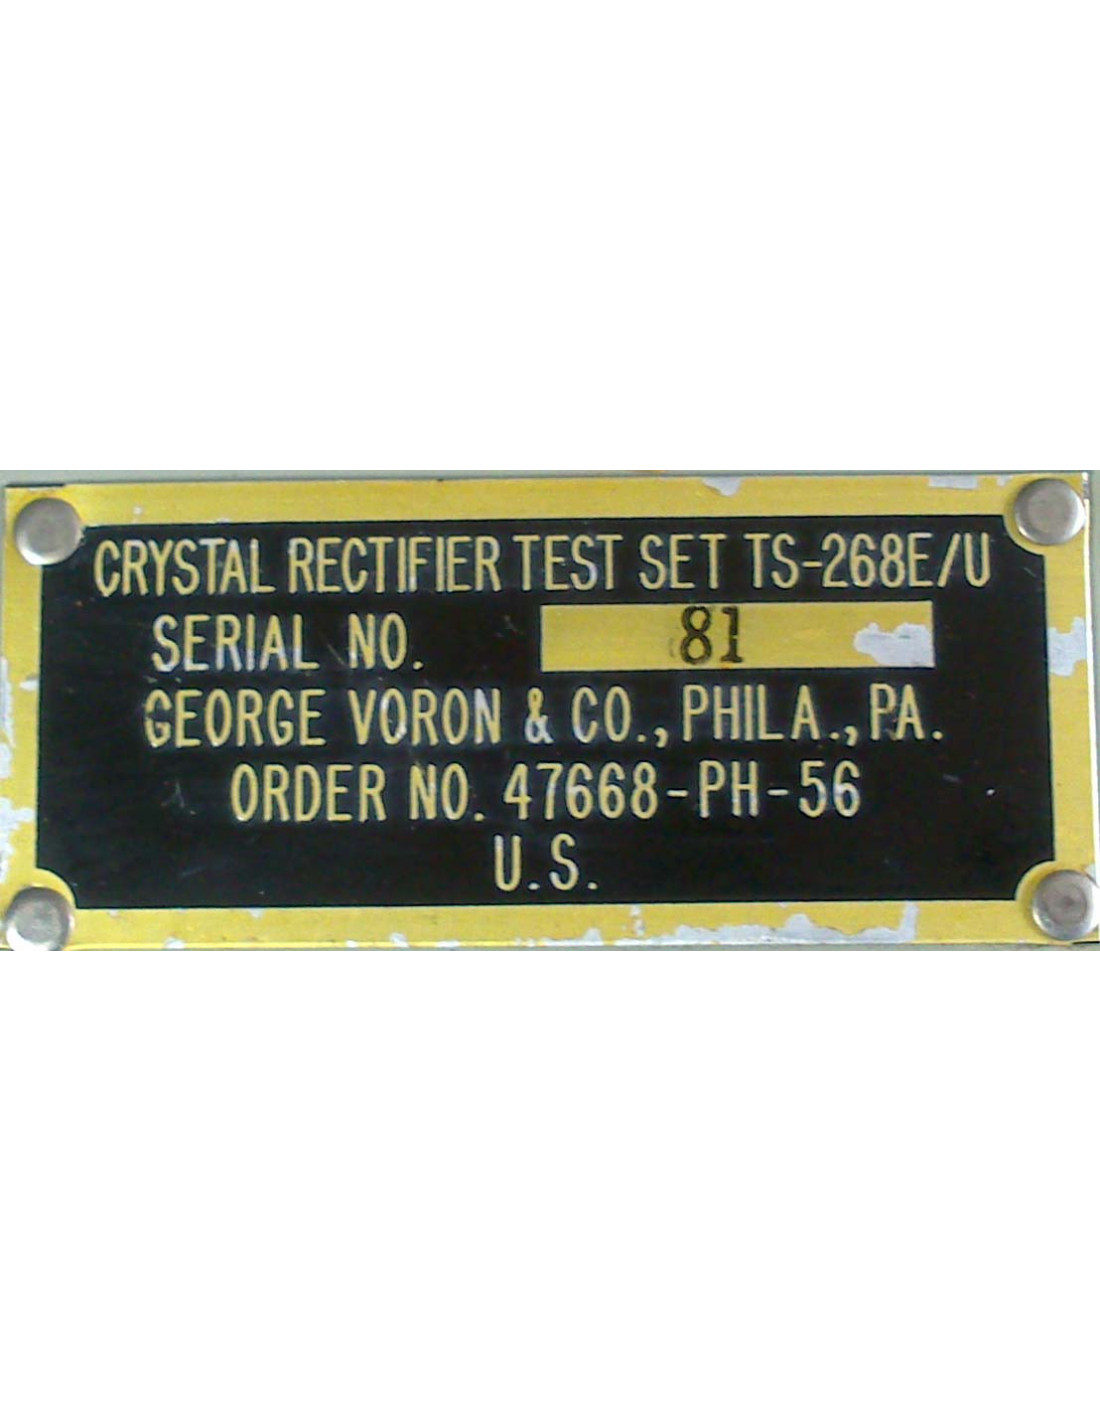 CRYSTAL RECTIFIER TEST SET TS-268E/U
SERIAL NO. 81
GEORGE VORON & CO., PHILA., PA.
ORDER NO. 47668-PH-56
U.S.